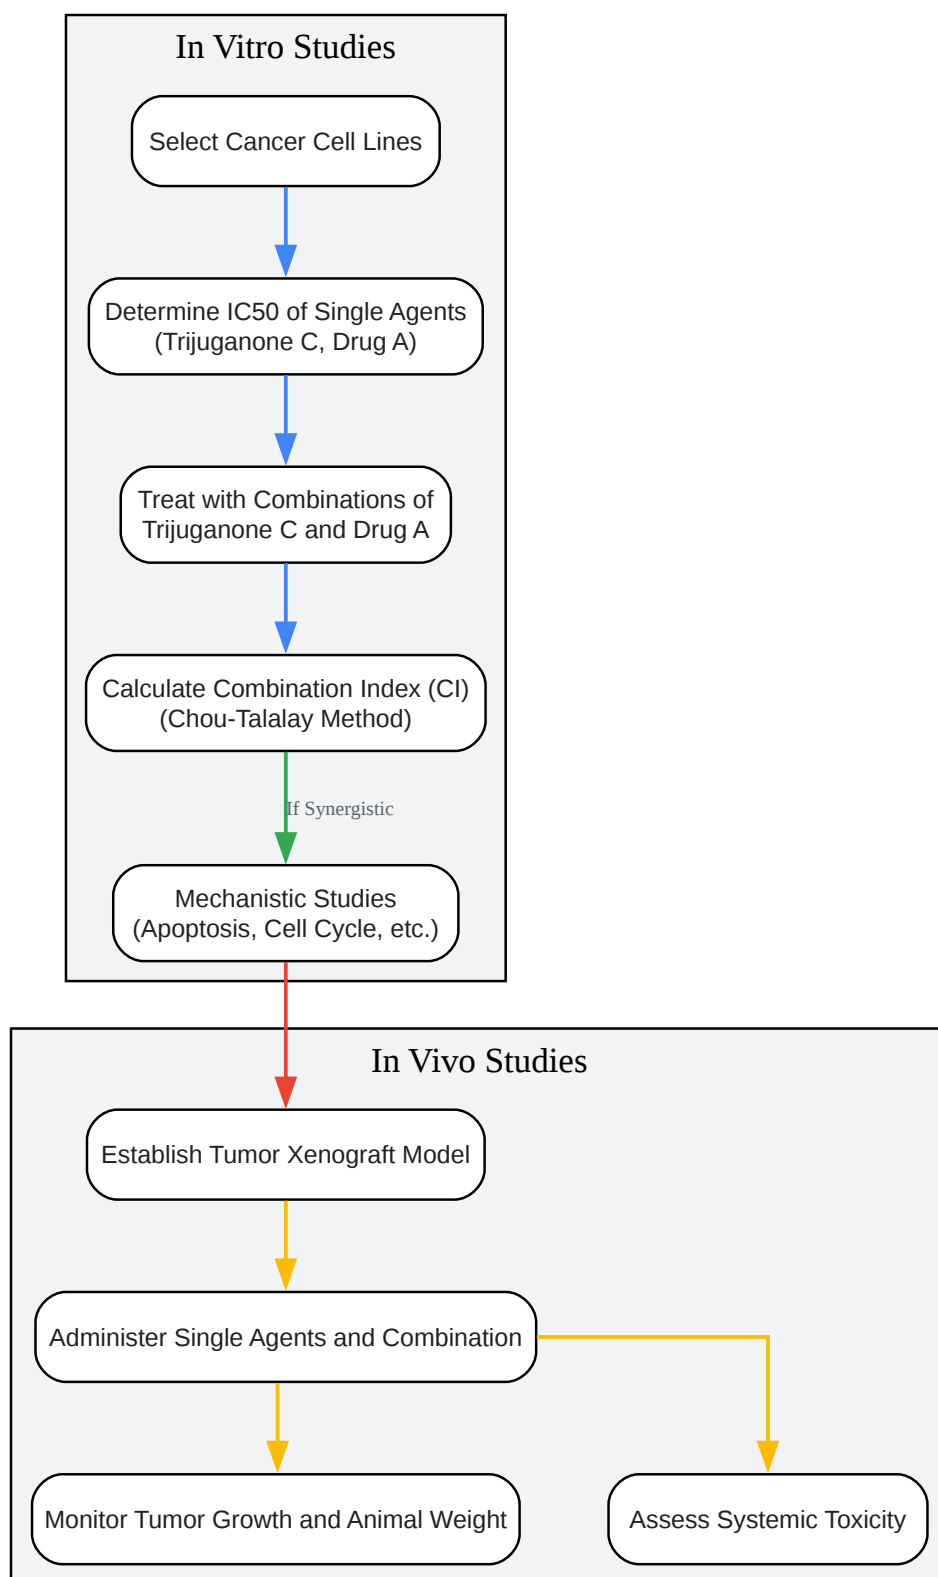 In Vitro Studies
Select Cancer Cell Lines
Determine IC50 of Single Agents
(Trijuganone C, Drug A)
Treat with Combinations of
Trijuganone C and Drug A
Calculate Combination Index (CI)
(Chou-Talalay Method)
If Synergistic
Mechanistic Studies
(Apoptosis, Cell Cycle, etc.)
In Vivo Studies
Establish Tumor Xenograft Model
Administer Single Agents and Combination
Monitor Tumor Growth and Animal Weight
Assess Systemic Toxicity